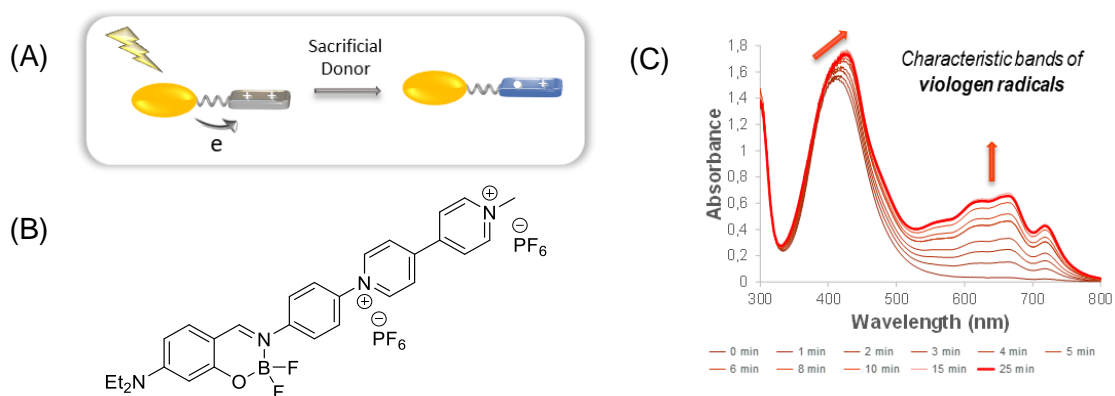 (A)
Sacrificial
Donor
+ +
+
e
(B)
N
+
−
PF6
N
+
−
PF6
N
B
F
F
O
Et2N
(C)
Characteristic bands of
viologen radicals
Absorbance
1,8
1,6
1,4
1,2
1
0,8
0,6
0,4
0,2
0
300 400 500 600 700 800
Wavelength (nm)
0 min 1 min 2 min 3 min 4 min 5 min
6 min 8 min 10 min 15 min 25 min